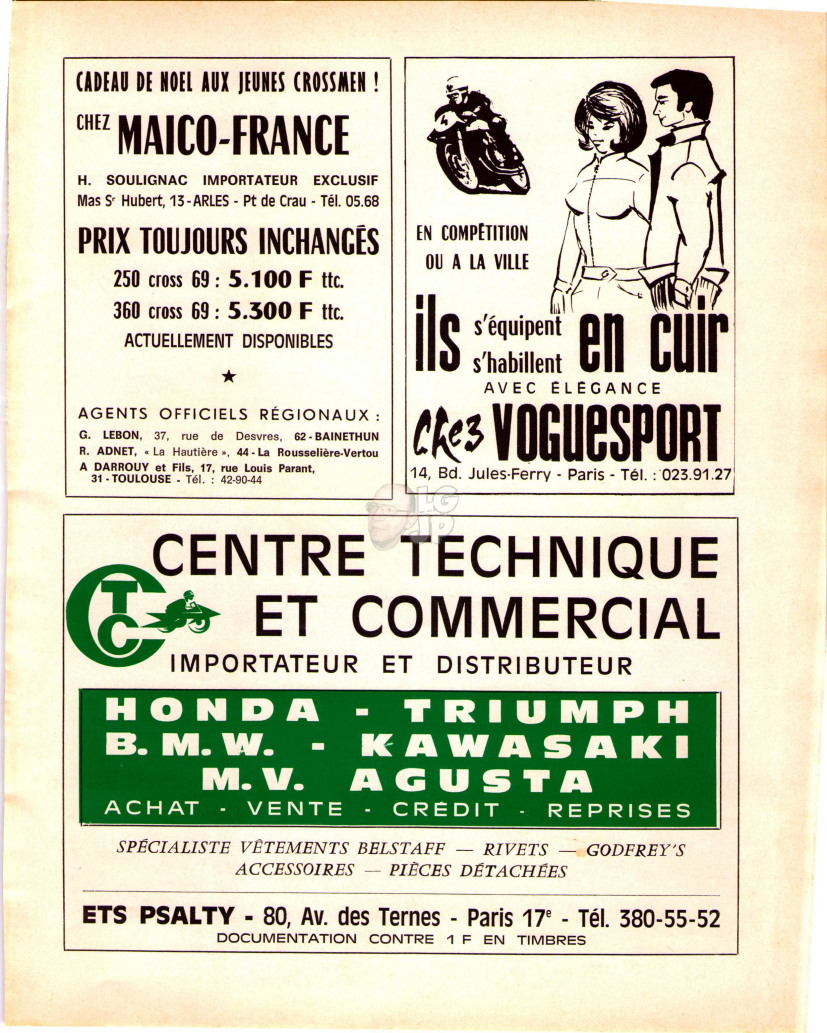 CADEAU DE NOEL AUX JEUNES CROSSMEN !
CHEZ MAICO-FRANCE
H. SOULIGNAC IMPORTATEUR EXCLUSIF
Mas Sᵗ Hubert, 13-ARLES - Pt de Crau - Tél. 05.68
PRIX TOUJOURS INCHANGÉS
250 cross 69 : 5.100 F ttc.
360 cross 69 : 5.300 F ttc.
ACTUELLEMENT DISPONIBLES
★
AGENTS OFFICIELS RÉGIONAUX :
G. LEBON, 37, rue de Desvres, 62-BAINETHUN
R. ADNET, « La Hautière », 44-La Rousselière-Vertou
A DARROUY et Fils, 17, rue Louis Parant,
31-TOULOUSE - Tél. : 42-90-44
4
EN COMPÉTITION
OU A LA VILLE
ils s'équipent en cuir
s'habillent
AVEC ÉLÉGANCE
chez VOGUESPORT
14, Bd. Jules-Ferry - Paris - Tél. : 023.91.27
LG
JP
CENTRE TECHNIQUE
ET COMMERCIAL
CTC
IMPORTATEUR ET DISTRIBUTEUR
HONDA - TRIUMPH
B.M.W. - KAWASAKI
M.V. AGUSTA
ACHAT - VENTE - CRÉDIT - REPRISES
SPÉCIALISTE VÊTEMENTS BELSTAFF — RIVETS — GODFREY'S
ACCESSOIRES — PIÈCES DÉTACHÉES
ETS PSALTY - 80, Av. des Ternes - Paris 17ᵉ - Tél. 380-55-52
DOCUMENTATION CONTRE 1 F EN TIMBRES